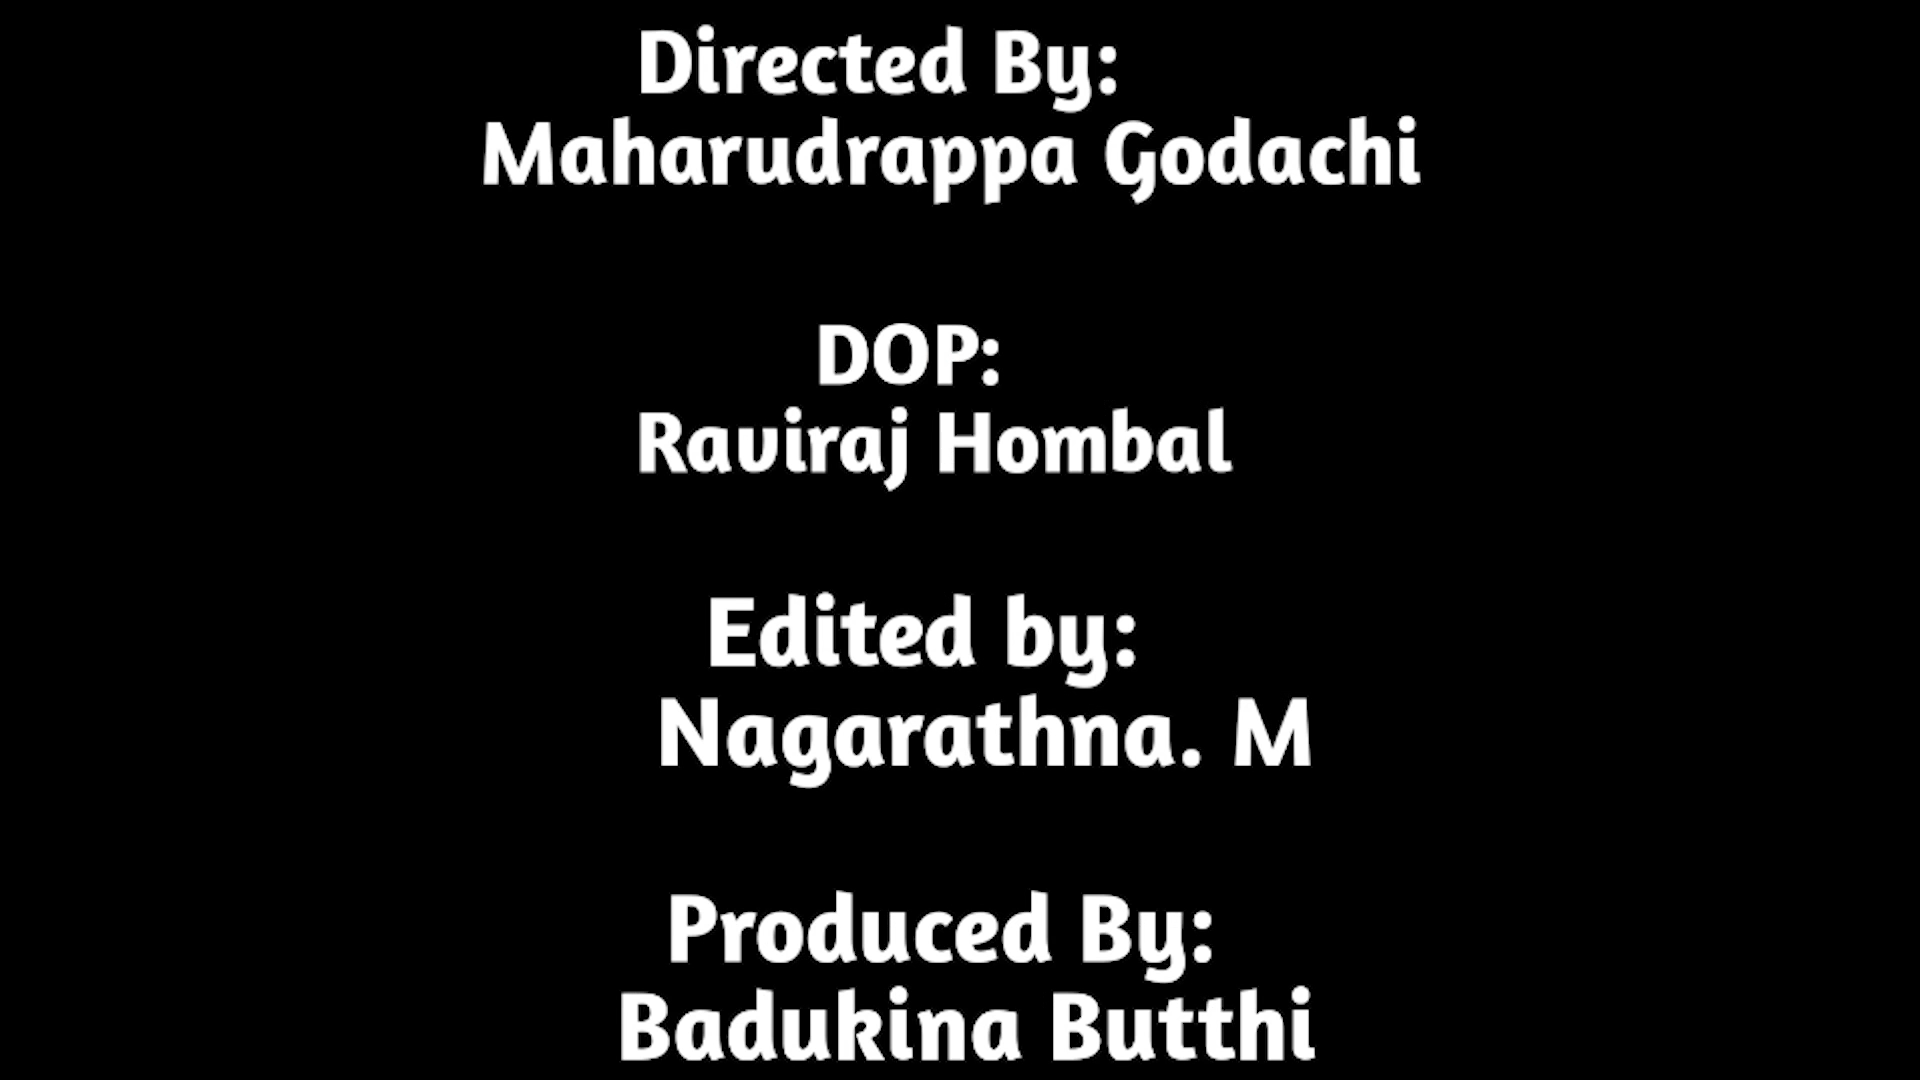 Directed By:
Maharudrappa Godachi
DOP:
Raviraj Hombal
Edited by:
Nagarathna. M
Produced By:
Badukina Butthi